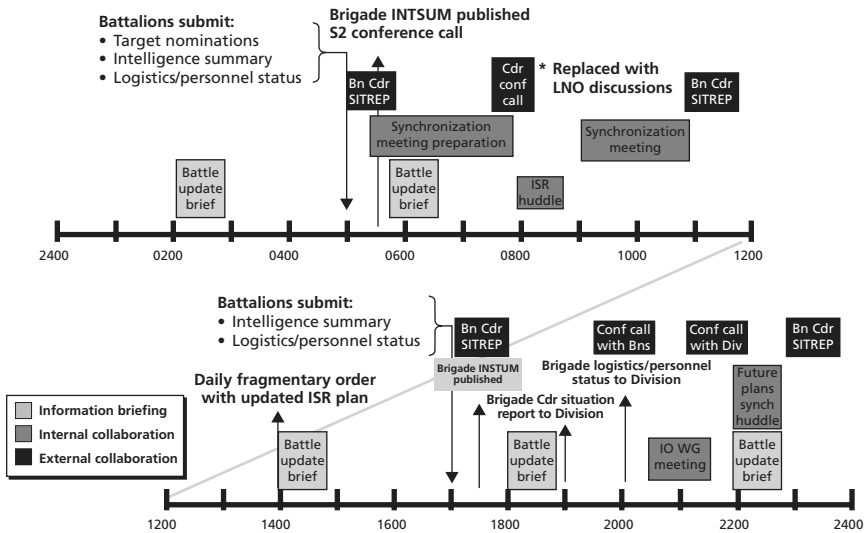 Battalions submit:
• Target nominations
• Intelligence summary
• Logistics/personnel status
Brigade INTSUM published
S2 conference call
Bn Cdr
SITREP
Cdr
conf
call
* Replaced with
LNO discussions
Bn Cdr
SITREP
Synchronization
meeting preparation
Synchronization
meeting
Battle
update
brief
Battle
update
brief
ISR
huddle
2400
0200
0400
0600
0800
1000
1200
Battalions submit:
• Intelligence summary
• Logistics/personnel status
Bn Cdr
SITREP
Conf call
with Bns
Conf call
with Div
Bn Cdr
SITREP
Brigade INSTUM
published
Brigade logistics/personnel
status to Division
Future
plans
synch
huddle
Daily fragmentary order
with updated ISR plan
Brigade Cdr situation
report to Division
Information briefing
Internal collaboration
External collaboration
Battle
update
brief
Battle
update
brief
IO WG
meeting
Battle
update
brief
1200
1400
1600
1800
2000
2200
2400